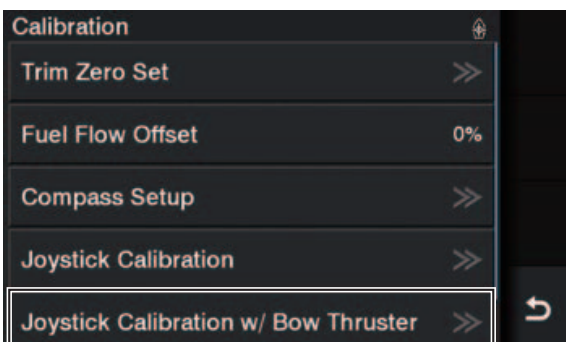 Calibration
Trim Zero Set
Fuel Flow Offset 0%
Compass Setup
Joystick Calibration
Joystick Calibration w/ Bow Thruster